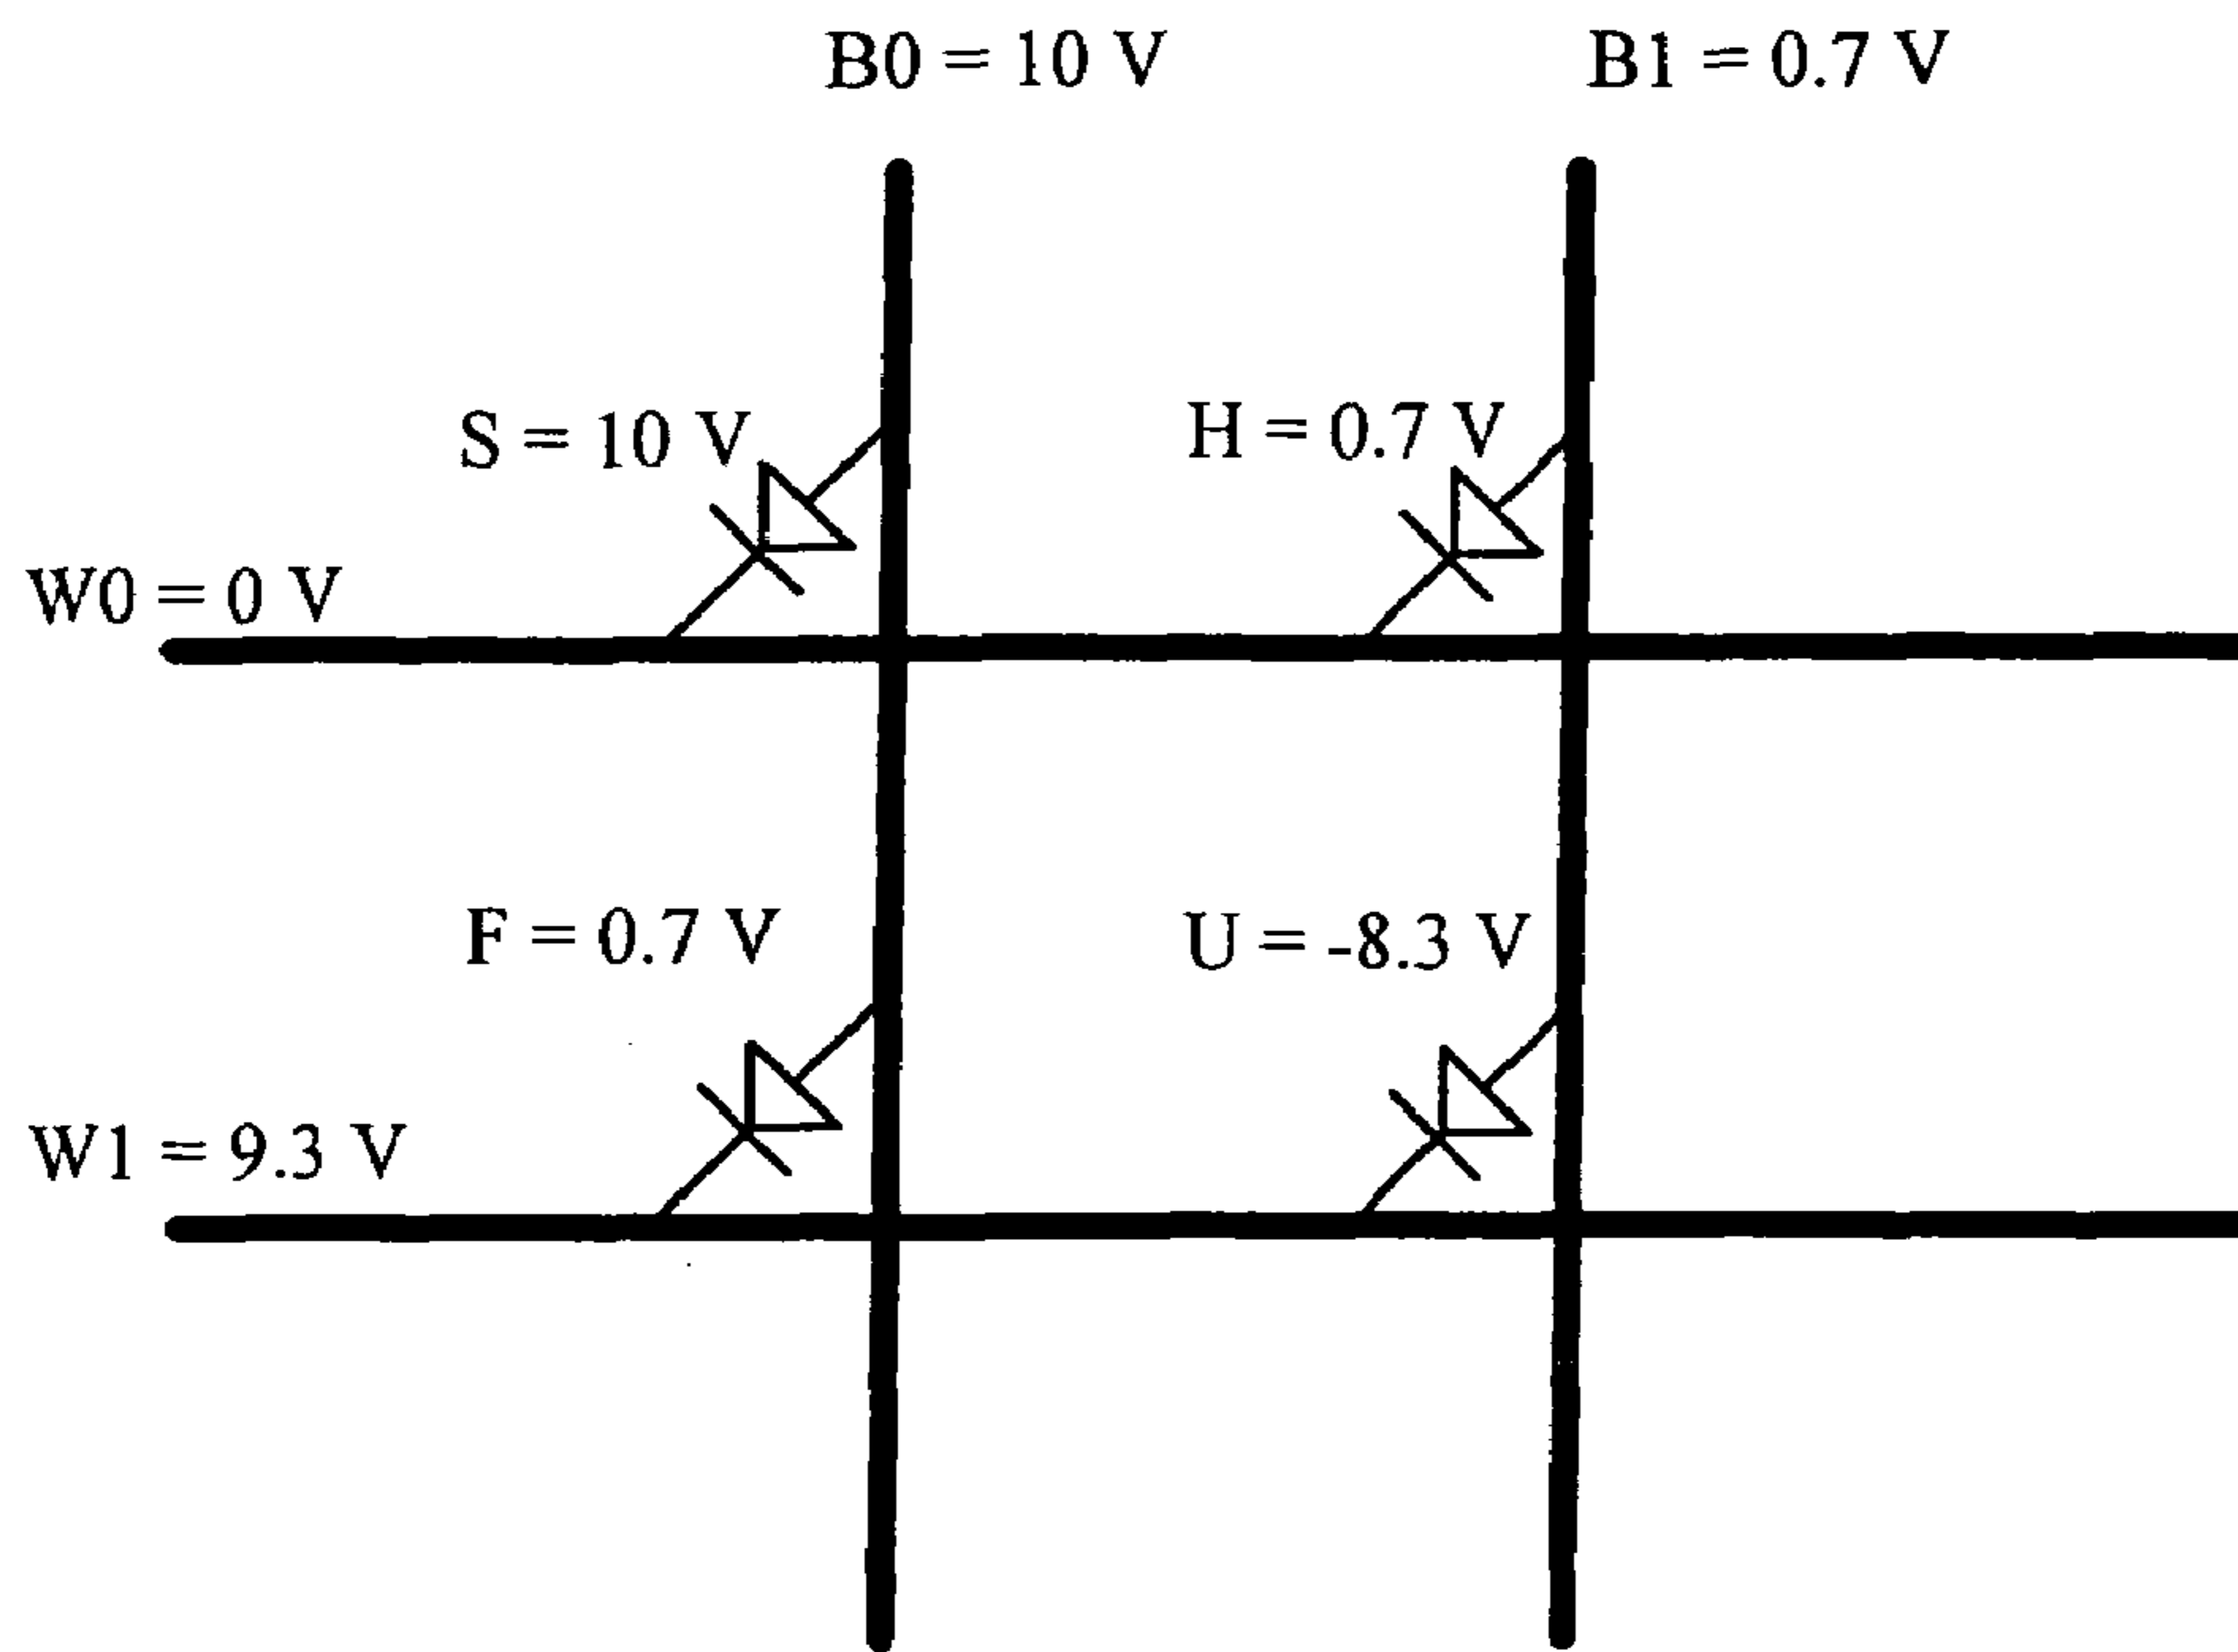 B0 = 10 V
B1 = 0.7 V
S = 10 V
H = 0.7 V
W0 = 0 V
F = 0.7 V
U = -8.3 V
W1 = 9.3 V